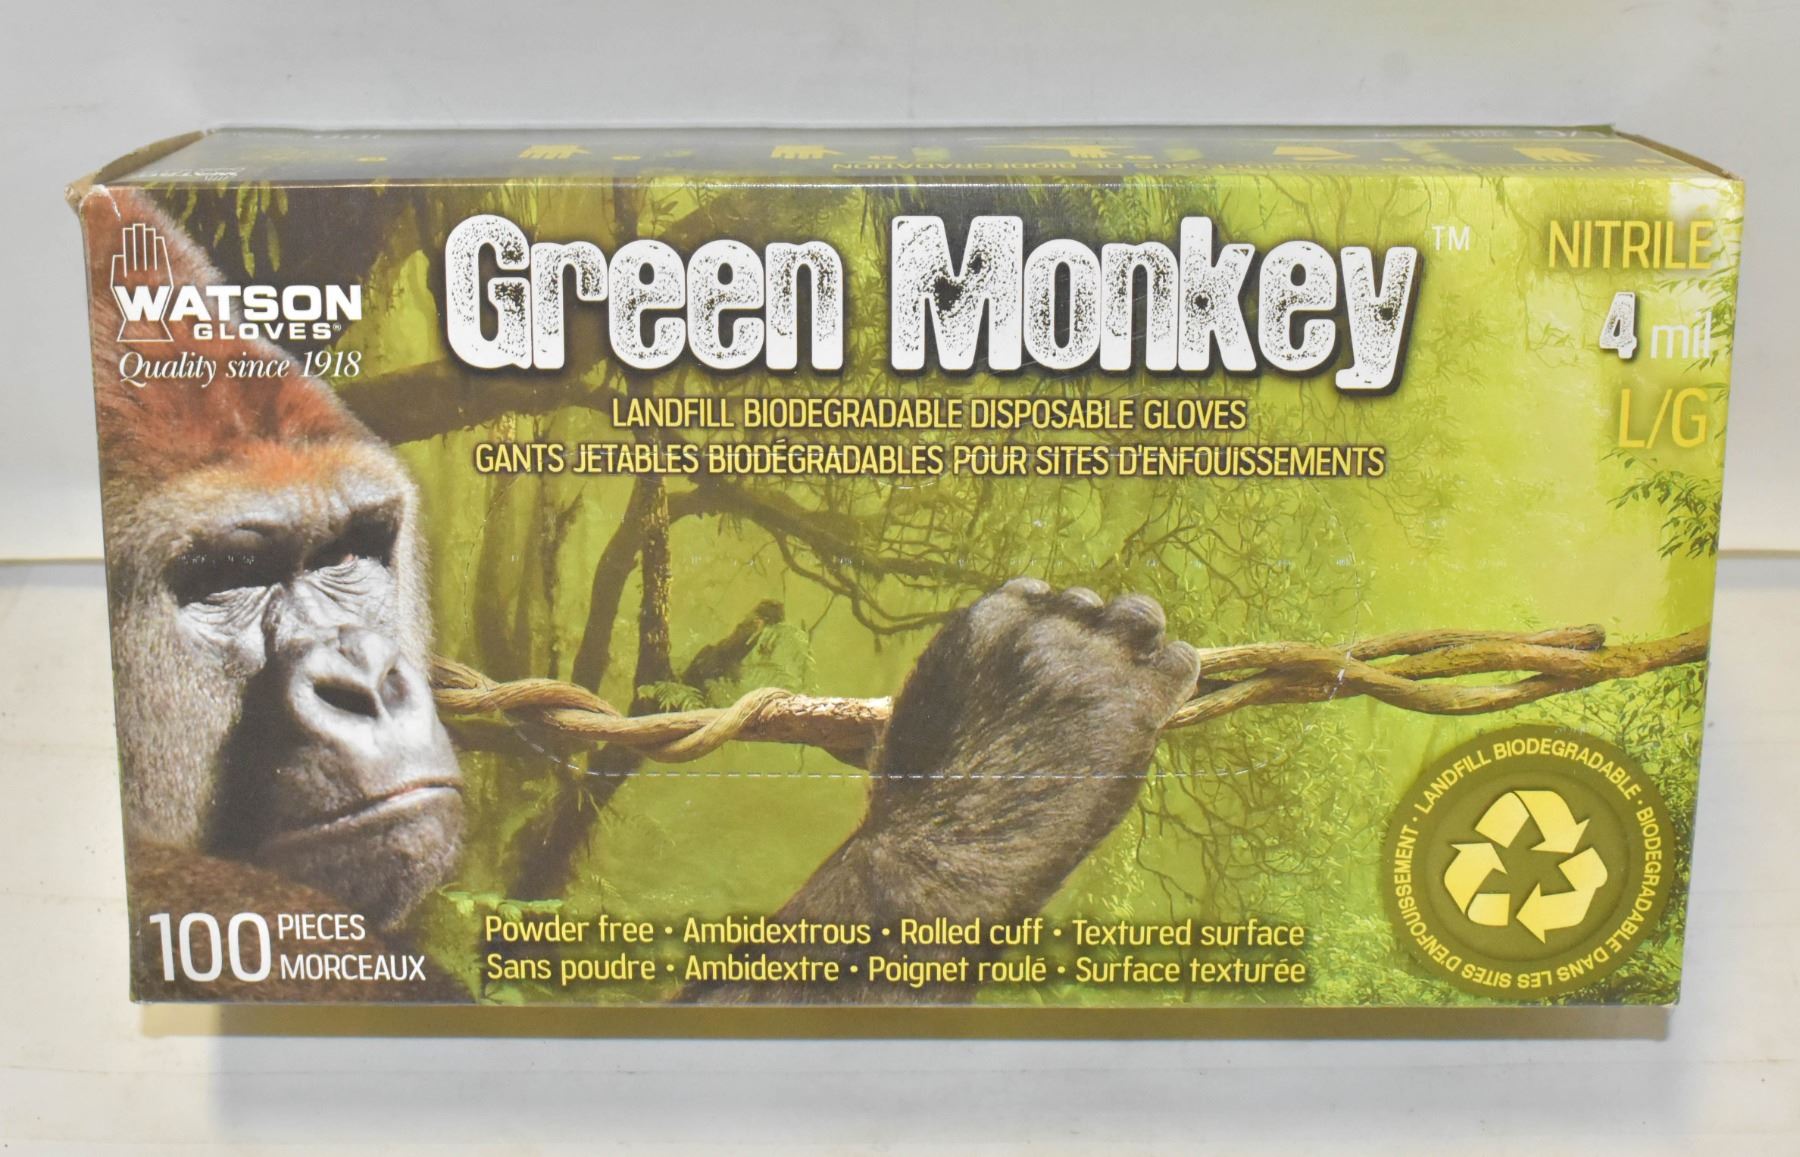 WATSON
GLOVES®
Quality since 1918
Green Monkey™
NITRILE
4 mil
L/G
LANDFILL BIODEGRADABLE DISPOSABLE GLOVES
GANTS JETABLES BIODÉGRADABLES POUR SITES D'ENFOUISSEMENTS
LANDFILL BIODEGRADABLE · BIODEGRADABLE DANS LES SITES D'ENFOUISSEMENT ·
100 PIECES
MORCEAUX
Powder free • Ambidextrous • Rolled cuff • Textured surface
Sans poudre • Ambidextre • Poignet roulé • Surface texturée